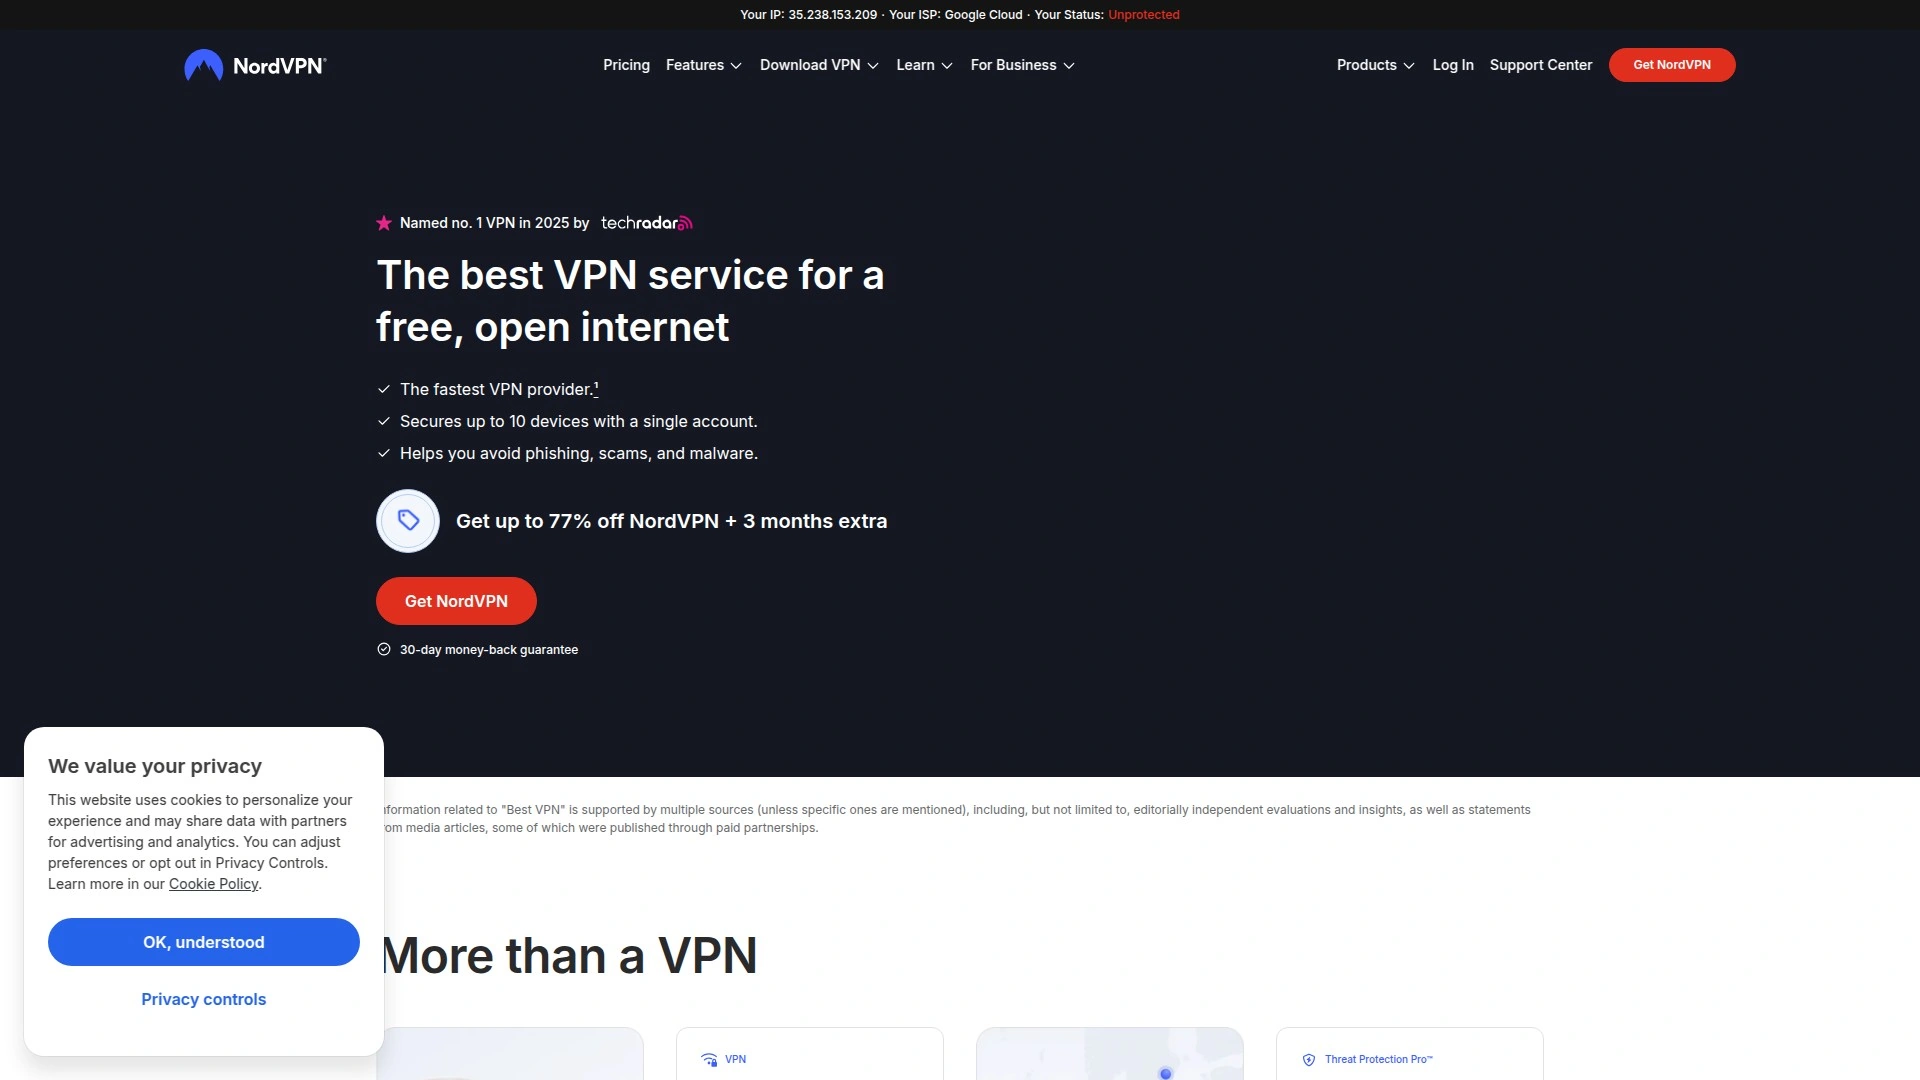 Your IP: 35.238.153.209 · Your ISP: Google Cloud · Your Status: Unprotected
NordVPN®
Pricing Features Download VPN Learn For Business
Products Log In Support Center Get NordVPN
Named no. 1 VPN in 2025 by techradar
The best VPN service for a
free, open internet
The fastest VPN provider.¹
Secures up to 10 devices with a single account.
Helps you avoid phishing, scams, and malware.
Get up to 77% off NordVPN + 3 months extra
Get NordVPN
30-day money-back guarantee
We value your privacy
This website uses cookies to personalize your
experience and may share data with partners
for advertising and analytics. You can adjust
preferences or opt out in Privacy Controls.
Learn more in our Cookie Policy.
OK, understood
Privacy controls
nformation related to "Best VPN" is supported by multiple sources (unless specific ones are mentioned), including, but not limited to, editorially independent evaluations and insights, as well as statements
om media articles, some of which were published through paid partnerships.
More than a VPN
VPN
Threat Protection Pro™